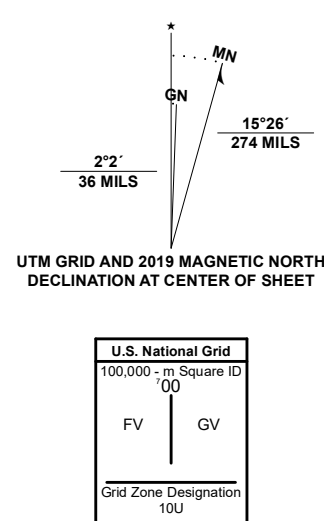 ★
MN
GN
15°26´
274 MILS
2°2´
36 MILS
UTM GRID AND 2019 MAGNETIC NORTH
DECLINATION AT CENTER OF SHEET
U.S. National Grid
100,000 - m Square ID
⁷00
FV GV
Grid Zone Designation
10U